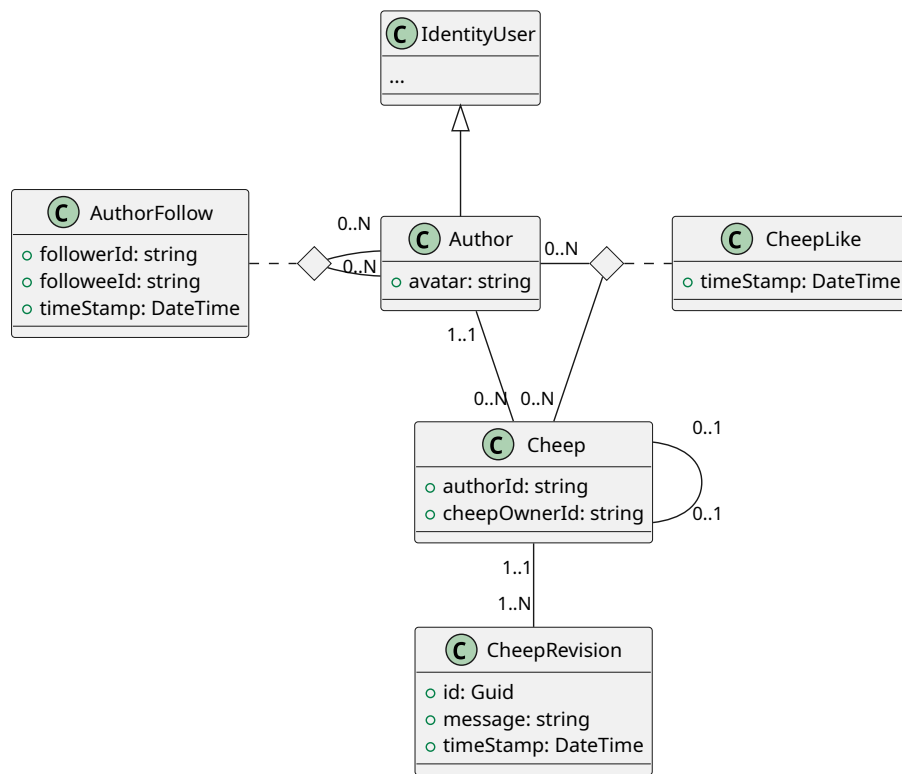 C IdentityUser
...
C AuthorFollow
followerId: string
followeeId: string
timeStamp: DateTime
0..N
0..N
C Author
avatar: string
0..N
C CheepLike
timeStamp: DateTime
1..1
0..N
0..N
C Cheep
authorId: string
cheepOwnerId: string
0..1
0..1
1..1
1..N
C CheepRevision
id: Guid
message: string
timeStamp: DateTime